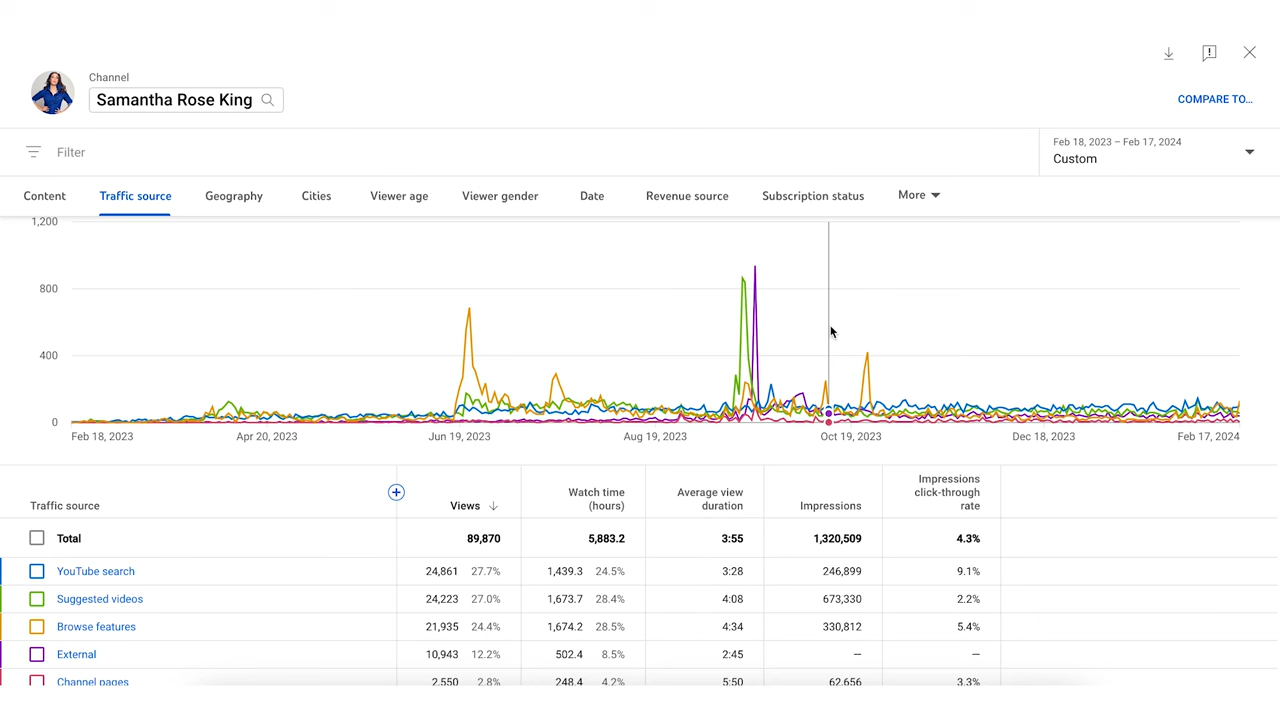 Channel
Samantha Rose King
COMPARE TO...
Filter
Feb 18, 2023 – Feb 17, 2024
Custom
Content Traffic source Geography Cities Viewer age Viewer gender Date Revenue source Subscription status More
1,200
800
400
0
Feb 18, 2023 Apr 20, 2023 Jun 19, 2023 Aug 19, 2023 Oct 19, 2023 Dec 18, 2023 Feb 17, 2024
Traffic source Views Watch time (hours) Average view duration Impressions Impressions click-through rate
Total 89,870 5,883.2 3:55 1,320,509 4.3%
YouTube search 24,861 27.7% 1,439.3 24.5% 3:28 246,899 9.1%
Suggested videos 24,223 27.0% 1,673.7 28.4% 4:08 673,330 2.2%
Browse features 21,935 24.4% 1,674.2 28.5% 4:34 330,812 5.4%
External 10,943 12.2% 502.4 8.5% 2:45 – –
Channel pages 2,550 2.8% 248.4 4.2% 5:50 62,656 3.3%